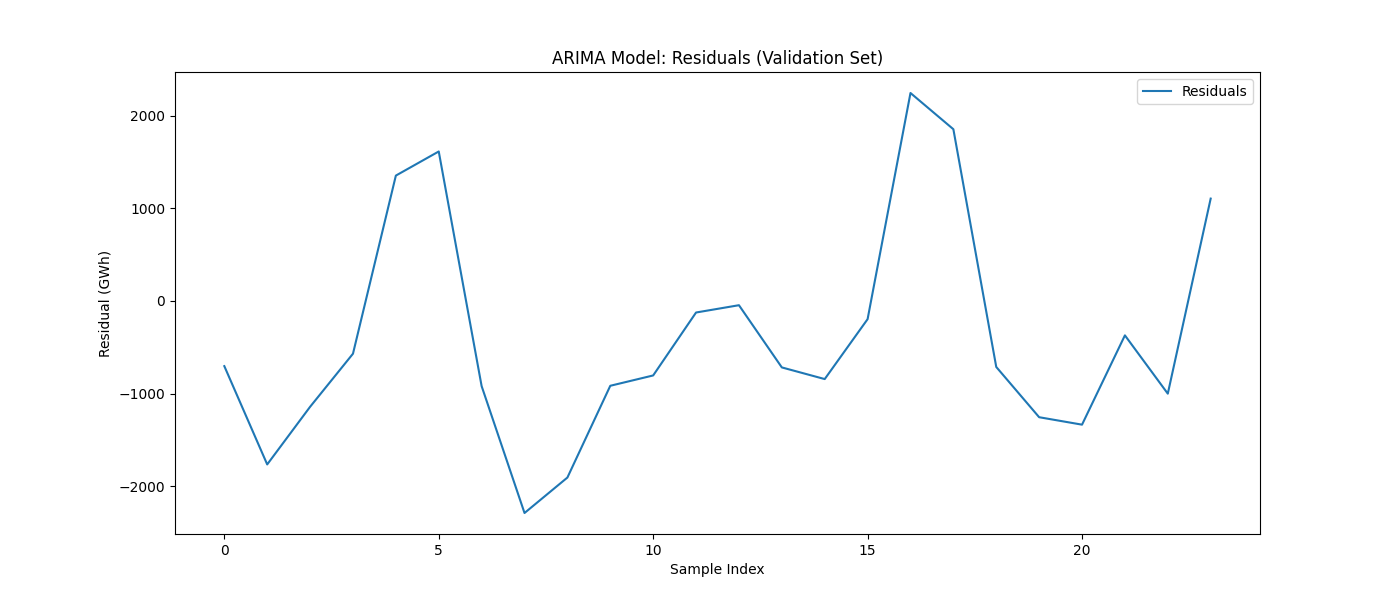 ARIMA Model: Residuals (Validation Set)
Residuals
2000
1000
0
−1000
−2000
Residual (GWh)
0 5 10 15 20
Sample Index